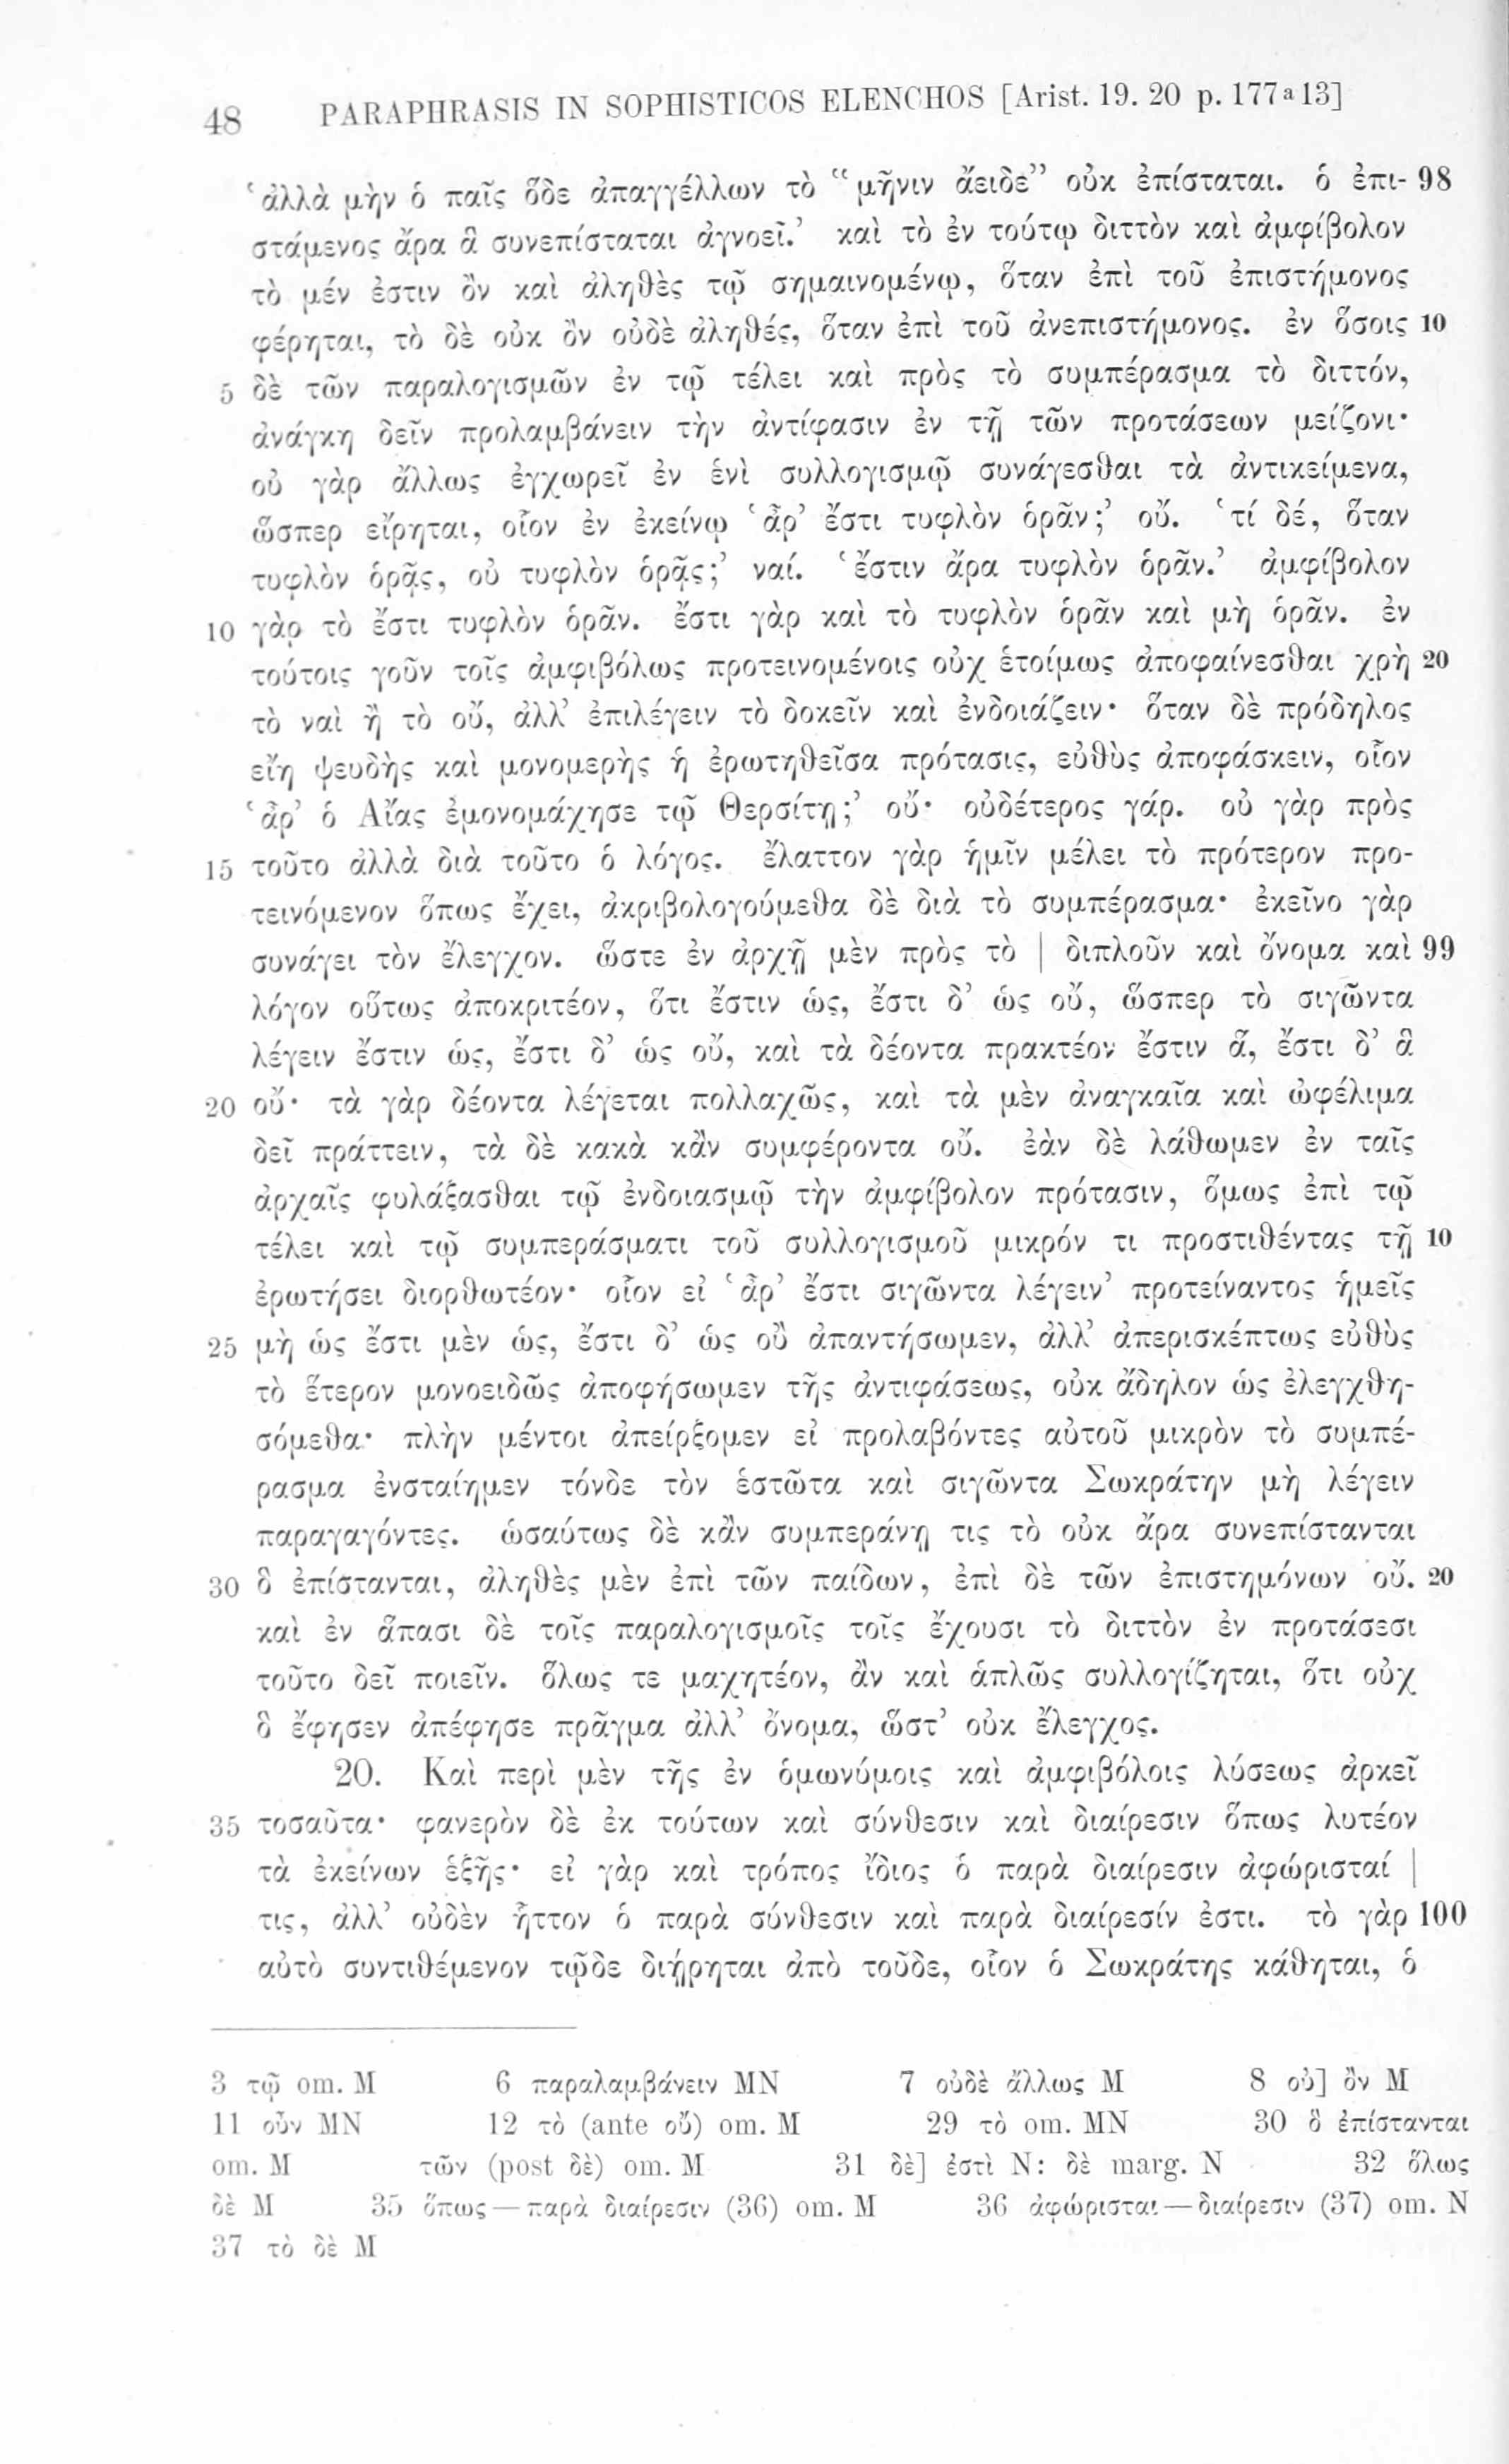 48 PARAPHRASIS IN SOPHISTICOS ELENCHOS [Arist. 19. 20 p. 177a13]
‘ἀλλὰ μὴν ὁ παῖς ὅδε ἀπαγγέλλων τὸ “μῆνιν ἄειδε” οὐκ ἐπίσταται. ὁ ἐπι- 98
στάμενος ἄρα ἃ συνεπίσταται ἀγνοεῖ.’ καὶ τὸ ἐν τούτῳ διττὸν καὶ ἀμφίβολον
τὸ μέν ἐστιν ὂν καὶ ἀληθὲς τῷ σημαινομένῳ, ὅταν ἐπὶ τοῦ ἐπιστήμονος
φέρηται, τὸ δὲ οὐκ ὂν οὐδὲ ἀληθές, ὅταν ἐπὶ τοῦ ἀνεπιστήμονος. ἐν ὅσοις 10
5 δὲ τῶν παραλογισμῶν ἐν τῷ τέλει καὶ πρὸς τὸ συμπέρασμα τὸ διττόν,
ἀνάγκη δεῖν προλαμβάνειν τὴν ἀντίφασιν ἐν τῇ τῶν προτάσεων μείζονι·
οὐ γὰρ ἄλλως ἐγχωρεῖ ἐν ἑνὶ συλλογισμῷ συνάγεσθαι τὰ ἀντικείμενα,
ὥσπερ εἴρηται, οἷον ἐν ἐκείνῳ ‘ἆρ’ ἔστι τυφλὸν ὁρᾶν;’ οὔ. ‘τί δέ, ὅταν
τυφλὸν ὁρᾷς, οὐ τυφλὸν ὁρᾷς;’ ναί. ‘ἔστιν ἄρα τυφλὸν ὁρᾶν.’ ἀμφίβολον
10 γὰρ τὸ ἔστι τυφλὸν ὁρᾶν. ἔστι γὰρ καὶ τὸ τυφλὸν ὁρᾶν καὶ μὴ ὁρᾶν. ἐν
τούτοις γοῦν τοῖς ἀμφιβόλως προτεινομένοις οὐχ ἑτοίμως ἀποφαίνεσθαι χρὴ 20
τὸ ναὶ ἢ τὸ οὔ, ἀλλ’ ἐπιλέγειν τὸ δοκεῖν καὶ ἐνδοιάζειν· ὅταν δὲ πρόδηλος
εἴη ψευδὴς καὶ μονομερὴς ἡ ἐρωτηθεῖσα πρότασις, εὐθὺς ἀποφάσκειν, οἷον
‘ἆρ’ ὁ Αἴας ἐμονομάχησε τῷ Θερσίτῃ;’ οὔ· οὐδέτερος γάρ. οὐ γὰρ πρὸς
15 τοῦτο ἀλλὰ διὰ τοῦτο ὁ λόγος. ἔλαττον γὰρ ἡμῖν μέλει τὸ πρότερον προ-
τεινόμενον ὅπως ἔχει, ἀκριβολογούμεθα δὲ διὰ τὸ συμπέρασμα· ἐκεῖνο γὰρ
συνάγει τὸν ἔλεγχον. ὥστε ἐν ἀρχῇ μὲν πρὸς τὸ | διπλοῦν καὶ ὄνομα καὶ 99
λόγον οὕτως ἀποκριτέον, ὅτι ἔστιν ὡς, ἔστι δ’ ὡς οὔ, ὥσπερ τὸ σιγῶντα
λέγειν ἔστιν ὡς, ἔστι δ’ ὡς οὔ, καὶ τὰ δέοντα πρακτέον ἔστιν ἅ, ἔστι δ’ ἃ
20 οὔ· τὰ γὰρ δέοντα λέγεται πολλαχῶς, καὶ τὰ μὲν ἀναγκαῖα καὶ ὠφέλιμα
δεῖ πράττειν, τὰ δὲ κακὰ κἂν συμφέροντα οὔ. ἐὰν δὲ λάθωμεν ἐν ταῖς
ἀρχαῖς φυλάξασθαι τῷ ἐνδοιασμῷ τὴν ἀμφίβολον πρότασιν, ὅμως ἐπὶ τῷ
τέλει καὶ τῷ συμπεράσματι τοῦ συλλογισμοῦ μικρόν τι προστιθέντας τῇ 10
ἐρωτήσει διορθωτέον· οἷον εἰ ‘ἆρ’ ἔστι σιγῶντα λέγειν’ προτείναντος ἡμεῖς
25 μὴ ὡς ἔστι μὲν ὡς, ἔστι δ’ ὡς οὒ ἀπαντήσωμεν, ἀλλ’ ἀπερισκέπτως εὐθὺς
τὸ ἕτερον μονοειδῶς ἀποφήσωμεν τῆς ἀντιφάσεως, οὐκ ἄδηλον ὡς ἐλεγχθη-
σόμεθα· πλὴν μέντοι ἀπείρξομεν εἰ προλαβόντες αὐτοῦ μικρὸν τὸ συμπέ-
ρασμα ἐνσταίημεν τόνδε τὸν ἑστῶτα καὶ σιγῶντα Σωκράτην μὴ λέγειν
παραγαγόντες. ὡσαύτως δὲ κἂν συμπεράνῃ τις τὸ οὐκ ἄρα συνεπίστανται
30 ὃ ἐπίστανται, ἀληθὲς μὲν ἐπὶ τῶν παίδων, ἐπὶ δὲ τῶν ἐπιστημόνων οὔ. 20
καὶ ἐν ἅπασι δὲ τοῖς παραλογισμοῖς τοῖς ἔχουσι τὸ διττὸν ἐν προτάσεσι
τοῦτο δεῖ ποιεῖν. ὅλως τε μαχητέον, ἂν καὶ ἁπλῶς συλλογίζηται, ὅτι οὐχ
ὃ ἔφησεν ἀπέφησε πρᾶγμα ἀλλ’ ὄνομα, ὥστ’ οὐκ ἔλεγχος.
20. Καὶ περὶ μὲν τῆς ἐν ὁμωνύμοις καὶ ἀμφιβόλοις λύσεως ἀρκεῖ
35 τοσαῦτα· φανερὸν δὲ ἐκ τούτων καὶ σύνθεσιν καὶ διαίρεσιν ὅπως λυτέον
τὰ ἐκείνων ἑξῆς· εἰ γὰρ καὶ τρόπος ἴδιος ὁ παρὰ διαίρεσιν ἀφώρισταί |
τις, ἀλλ’ οὐδὲν ἧττον ὁ παρὰ σύνθεσιν καὶ παρὰ διαίρεσίν ἐστι. τὸ γὰρ 100
αὐτὸ συντιθέμενον τῷδε διῄρηται ἀπὸ τοῦδε, οἷον ὁ Σωκράτης κάθηται, ὁ
3 τῷ om. M 6 παραλαμβάνειν MN 7 οὐδὲ ἄλλως M 8 οὐ] ὂν M
11 οὖν MN 12 τὸ (ante οὔ) om. M 29 τὸ om. MN 30 ὃ ἐπίστανται
om. M τῶν (post δὲ) om. M 31 δὲ] ἐστὶ N: δὲ marg. N 32 ὅλως
δὲ M 35 ὅπως—παρὰ διαίρεσιν (36) om. M 36 ἀφώρισται—διαίρεσιν (37) om. N
37 τὸ δὲ M